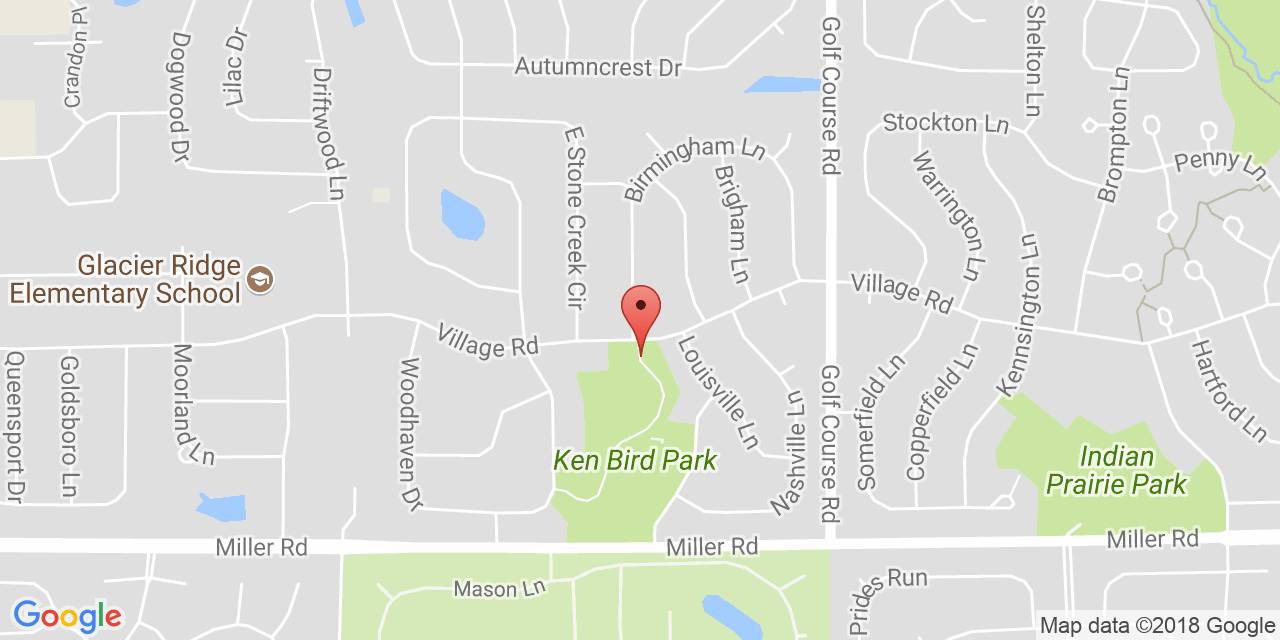 Crandon Pl
Dogwood Dr
Lilac Dr
Driftwood Ln
Autumncrest Dr
Golf Course Rd
Shelton Ln
Stockton Ln
Brompton Ln
Penny Ln
E Stone Creek Cir
Birmingham Ln
Brigham Ln
Warrington Ln
Kennsington Ln
Glacier Ridge
Elementary School
Village Rd
Village Rd
Queensport Dr
Goldsboro Ln
Moorland Ln
Woodhaven Dr
Louisville Ln
Nashville Ln
Golf Course Rd
Somerfield Ln
Copperfield Ln
Hartford Ln
Ken Bird Park
Indian
Prairie Park
Miller Rd
Miller Rd
Miller Rd
Mason Ln
Prides Run
Google
Map data ©2018 Google